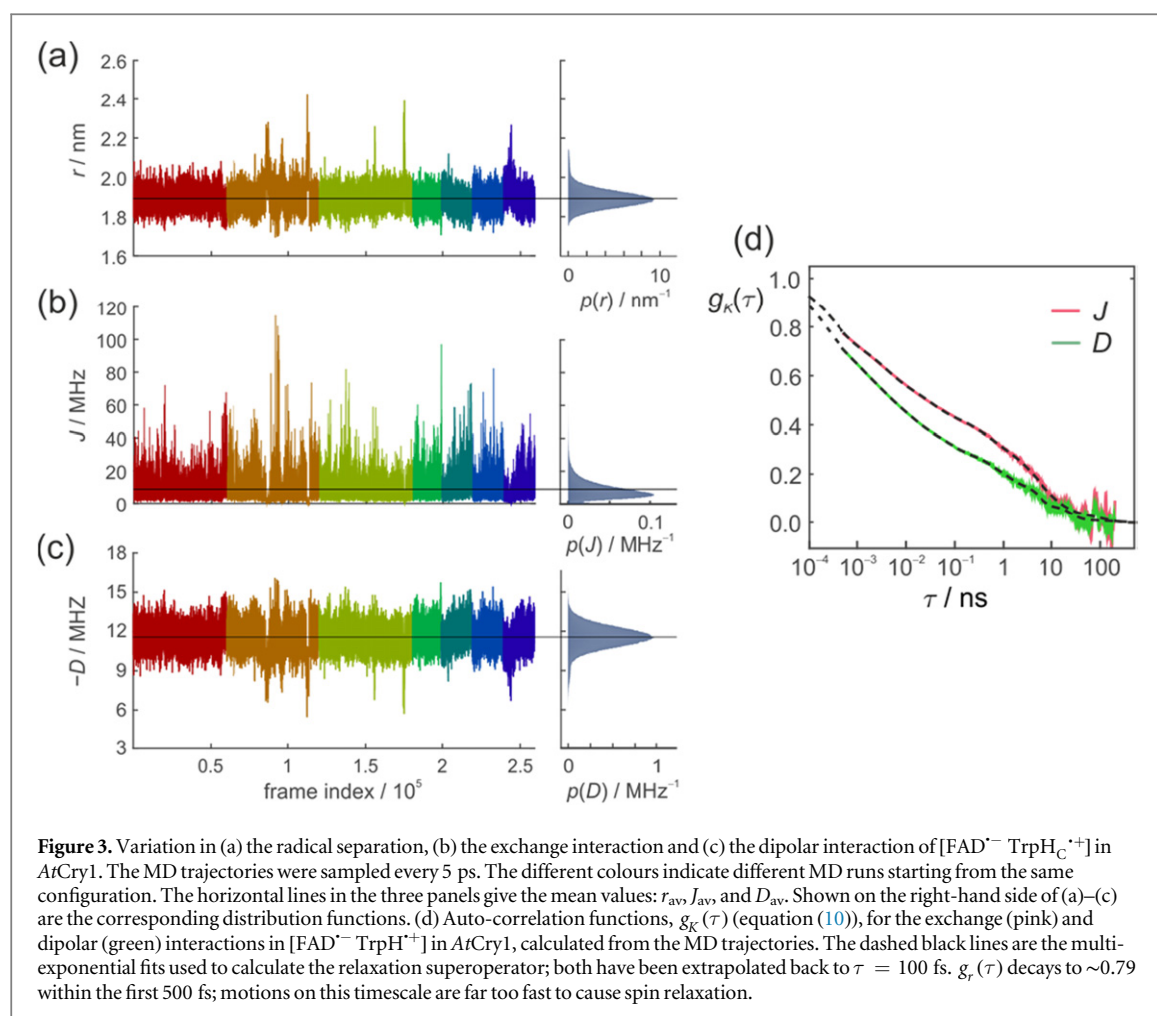 (a)
2.6
2.4
2.2
2.0
1.8
1.6
r / nm
0 10
p(r) / nm⁻¹
(b)
120
100
80
60
40
20
0
J / MHz
0 0.1
p(J) / MHz⁻¹
(c)
18
15
12
9
6
3
−D / MHZ
0.5 1 1.5 2 2.5
frame index / 10⁵
0 1
p(D) / MHz⁻¹
(d)
g_K(τ)
1.0
0.8
0.6
0.4
0.2
0.0
J
D
10⁻⁴ 10⁻³ 10⁻² 10⁻¹ 1 10 100
τ / ns
Figure 3. Variation in (a) the radical separation, (b) the exchange interaction and (c) the dipolar interaction of [FAD•− TrpH_C•+] in
AtCry1. The MD trajectories were sampled every 5 ps. The different colours indicate different MD runs starting from the same
configuration. The horizontal lines in the three panels give the mean values: r_av, J_av, and D_av. Shown on the right-hand side of (a)–(c)
are the corresponding distribution functions. (d) Auto-correlation functions, g_K(τ) (equation (10)), for the exchange (pink) and
dipolar (green) interactions in [FAD•− TrpH•+] in AtCry1, calculated from the MD trajectories. The dashed black lines are the multi-
exponential fits used to calculate the relaxation superoperator; both have been extrapolated back to τ = 100 fs. g_r(τ) decays to ~0.79
within the first 500 fs; motions on this timescale are far too fast to cause spin relaxation.